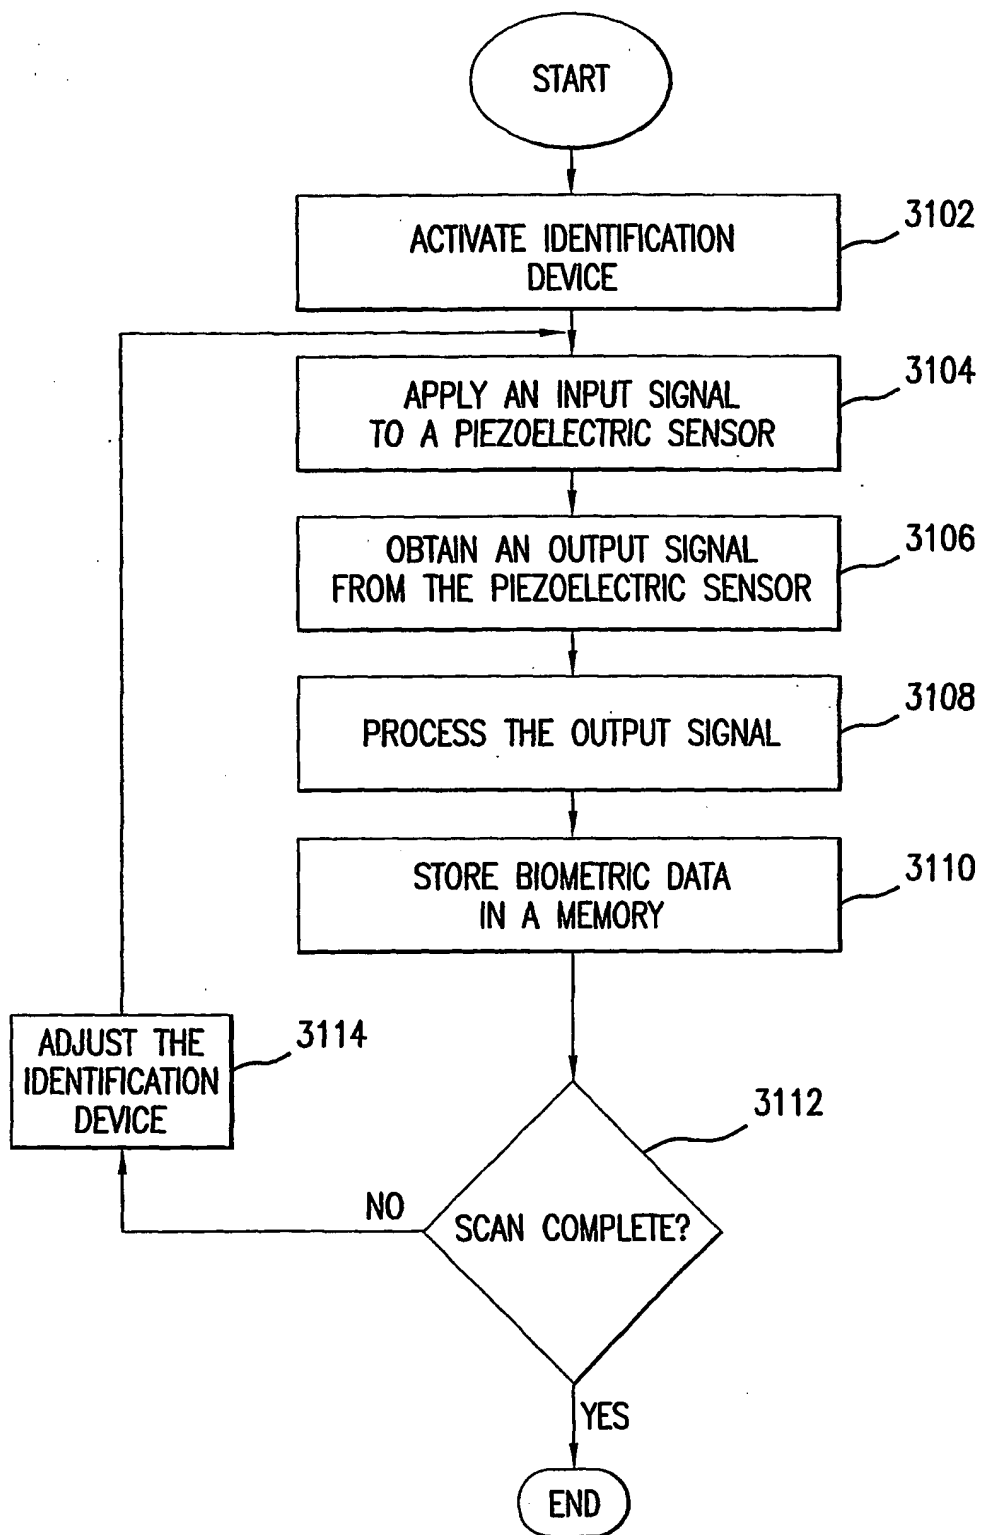 START
ACTIVATE IDENTIFICATION
DEVICE
3102
APPLY AN INPUT SIGNAL
TO A PIEZOELECTRIC SENSOR
3104
OBTAIN AN OUTPUT SIGNAL
FROM THE PIEZOELECTRIC SENSOR
3106
PROCESS THE OUTPUT SIGNAL
3108
STORE BIOMETRIC DATA
IN A MEMORY
3110
ADJUST THE
IDENTIFICATION
DEVICE
3114
SCAN COMPLETE?
3112
NO
YES
END